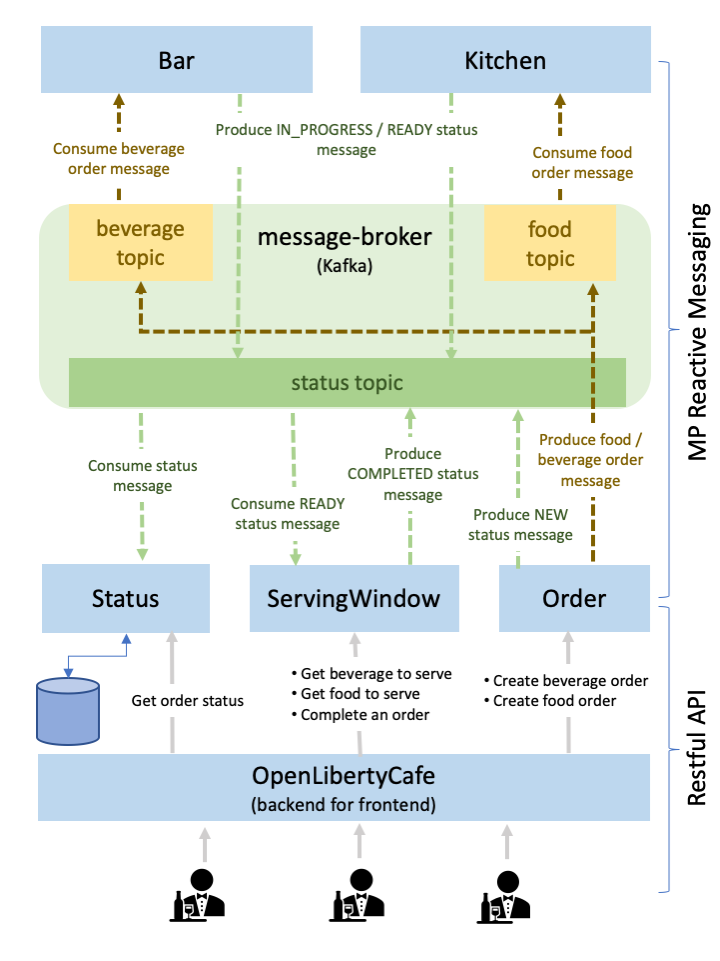 Bar
Kitchen
Produce IN_PROGRESS / READY status
message
Consume beverage
order message
Consume food
order message
beverage
topic
message-broker
(Kafka)
food
topic
status topic
Consume status
message
Consume READY
status message
Produce
COMPLETED status
message
Produce NEW
status message
Produce food /
beverage order
message
MP Reactive Messaging
Status
ServingWindow
Order
Get order status
• Get beverage to serve
• Get food to serve
• Complete an order
• Create beverage order
• Create food order
OpenLibertyCafe
(backend for frontend)
Restful API